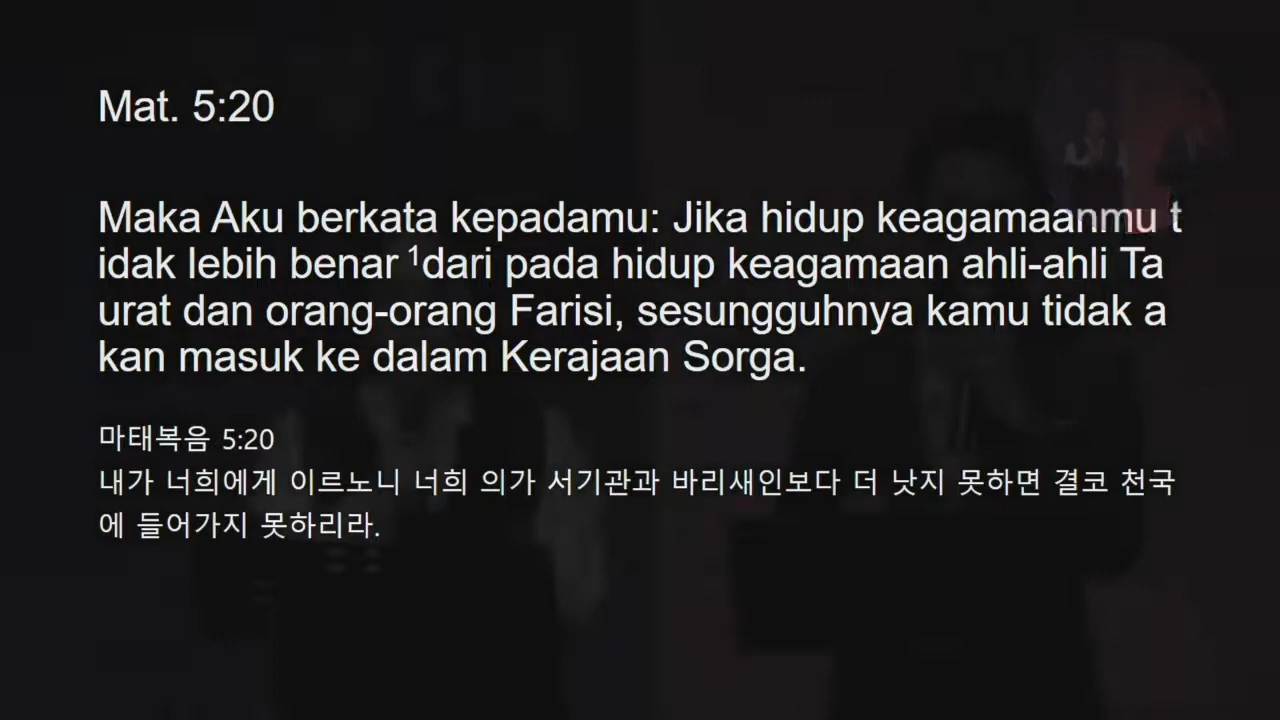 Mat. 5:20
Maka Aku berkata kepadamu: Jika hidup keagamaanmu t
idak lebih benar ¹dari pada hidup keagamaan ahli-ahli Ta
urat dan orang-orang Farisi, sesungguhnya kamu tidak a
kan masuk ke dalam Kerajaan Sorga.
마태복음 5:20
내가 너희에게 이르노니 너희 의가 서기관과 바리새인보다 더 낫지 못하면 결코 천국
에 들어가지 못하리라.